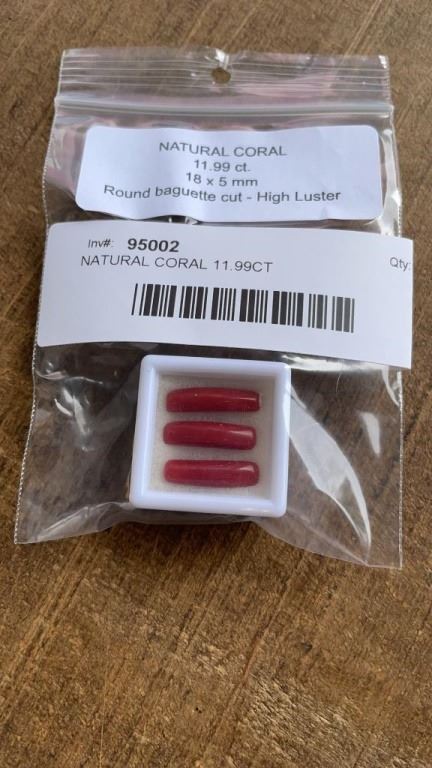 NATURAL CORAL
11.99 ct.
18 x 5 mm
Round baguette cut - High Luster
Inv#: 95002 Qty:
NATURAL CORAL 11.99CT